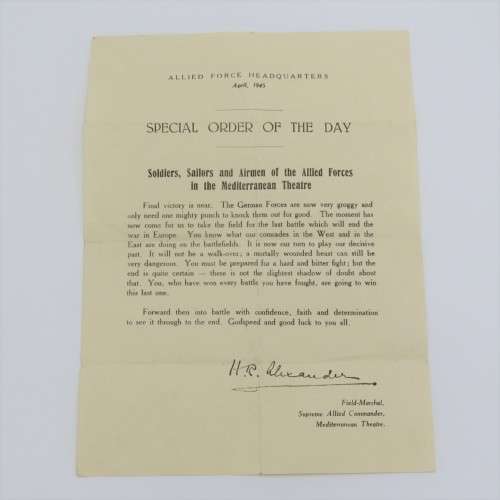 ALLIED FORCE HEADQUARTERS
April, 1945
SPECIAL ORDER OF THE DAY
Soldiers, Sailors and Airmen of the Allied Forces
in the Mediterranean Theatre
Final victory is near. The German Forces are now very groggy and
only need one mighty punch to knock them out for good. The moment has
now come for us to take the field for the last battle which will end the
war in Europe. You know what our comrades in the West and in the
East are doing on the battlefields. It is now our turn to play our decisive
part. It will not be a walk-over; a mortally wounded beast can still be
very dangerous. You must be prepared for a hard and bitter fight; but the
end is quite certain — there is not the slightest shadow of doubt about
that. You, who have won every battle you have fought, are going to win
this last one.
Forward then into battle with confidence, faith and determination
to see it through to the end. Godspeed and good luck to you all.
H.R. Alexander
Field-Marshal,
Supreme Allied Commander,
Mediterranean Theatre.